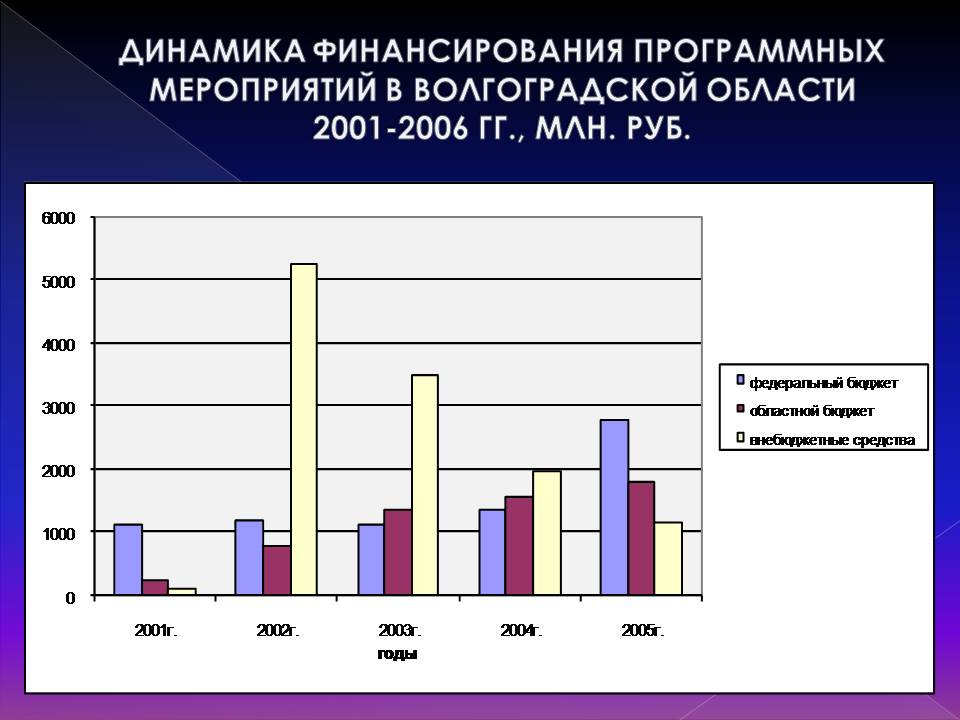 ДИНАМИКА ФИНАНСИРОВАНИЯ ПРОГРАММНЫХ
МЕРОПРИЯТИЙ В ВОЛГОГРАДСКОЙ ОБЛАСТИ
2001-2006 ГГ., МЛН. РУБ.
6000
5000
4000
3000
2000
1000
0
2001г. 2002г. 2003г. 2004г. 2005г.
годы
федеральный бюджет
областной бюджет
внебюджетные средства